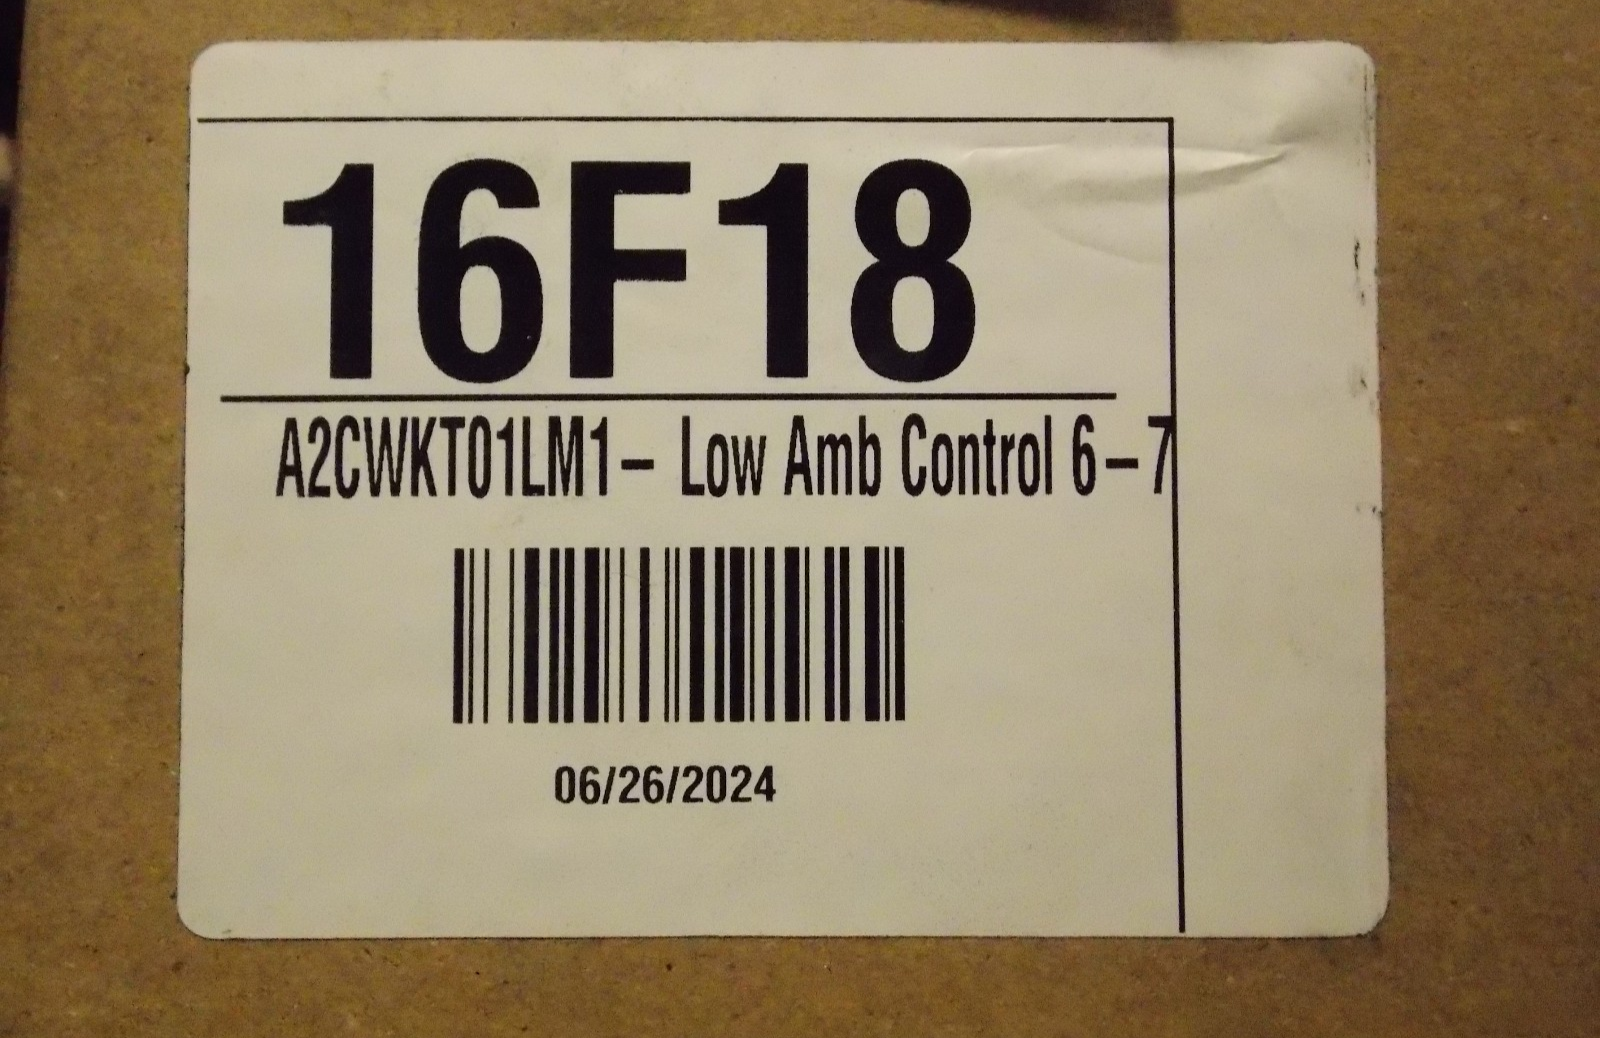 16F18
A2CWKT01LM1- Low Amb Control 6-7
06/26/2024